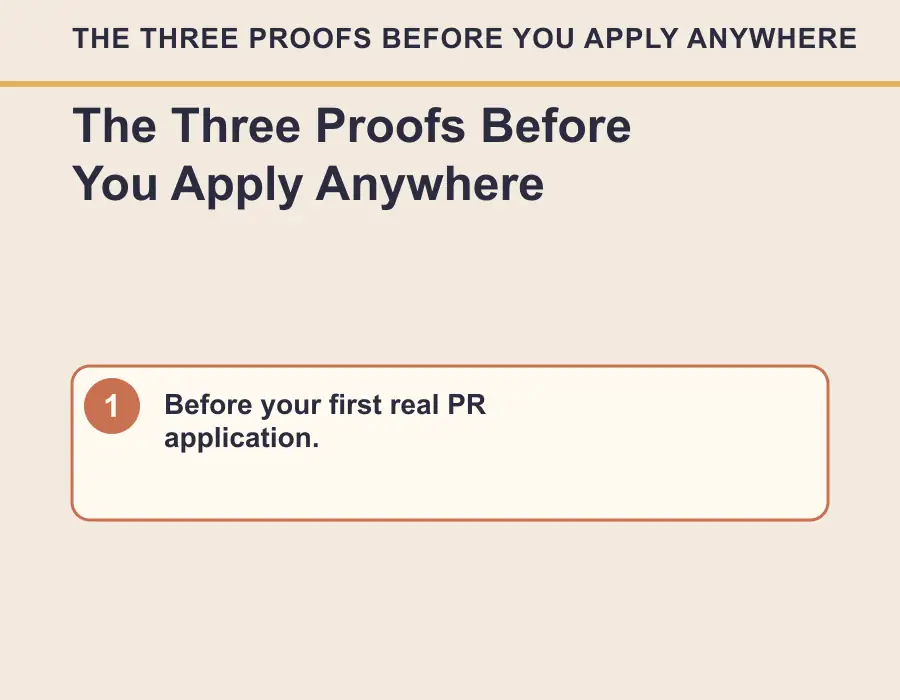 THE THREE PROOFS BEFORE YOU APPLY ANYWHERE
The Three Proofs Before
You Apply Anywhere
1
Before your first real PR
application.